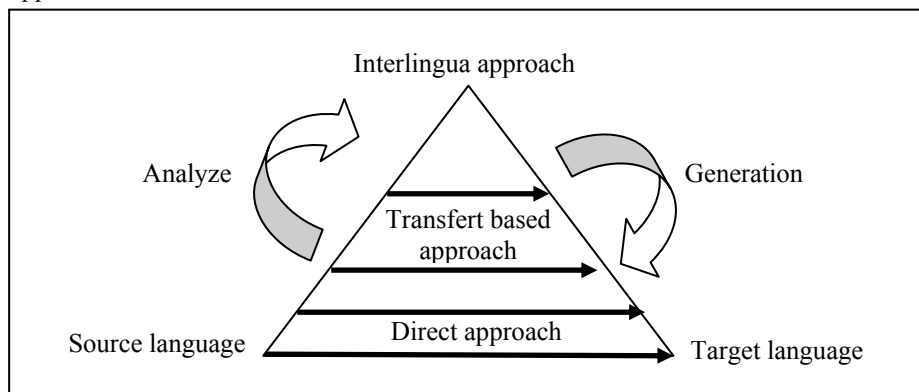 Interlingua approach
Analyze
Generation
Transfert based
approach
Direct approach
Source language
Target language